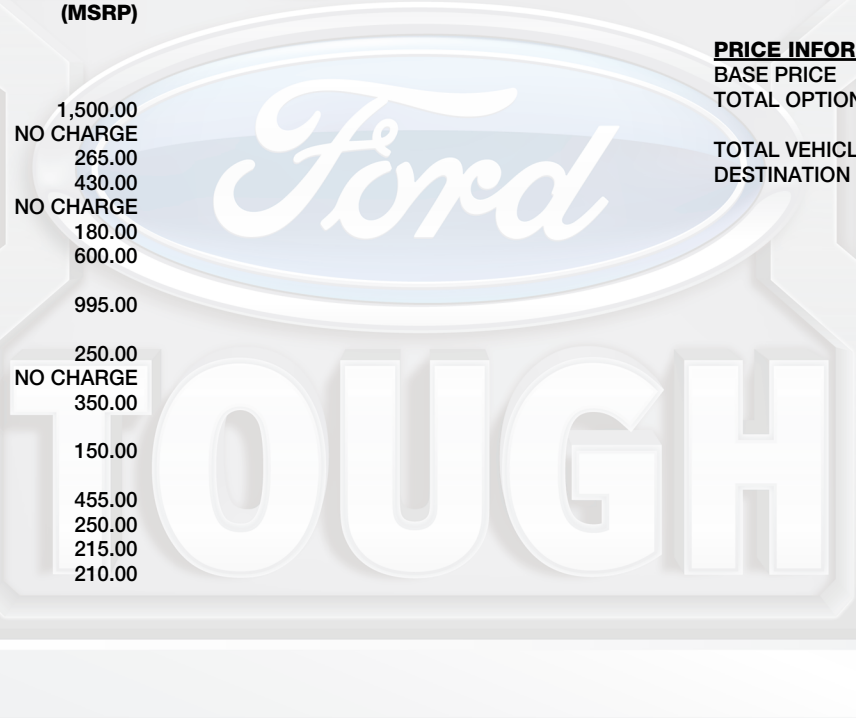 (MSRP)
1,500.00
NO CHARGE
265.00
430.00
NO CHARGE
180.00
600.00
995.00
250.00
NO CHARGE
350.00
150.00
455.00
250.00
215.00
210.00
PRICE INFOR
BASE PRICE
TOTAL OPTION
TOTAL VEHICL
DESTINATION
Ford
TOUGH